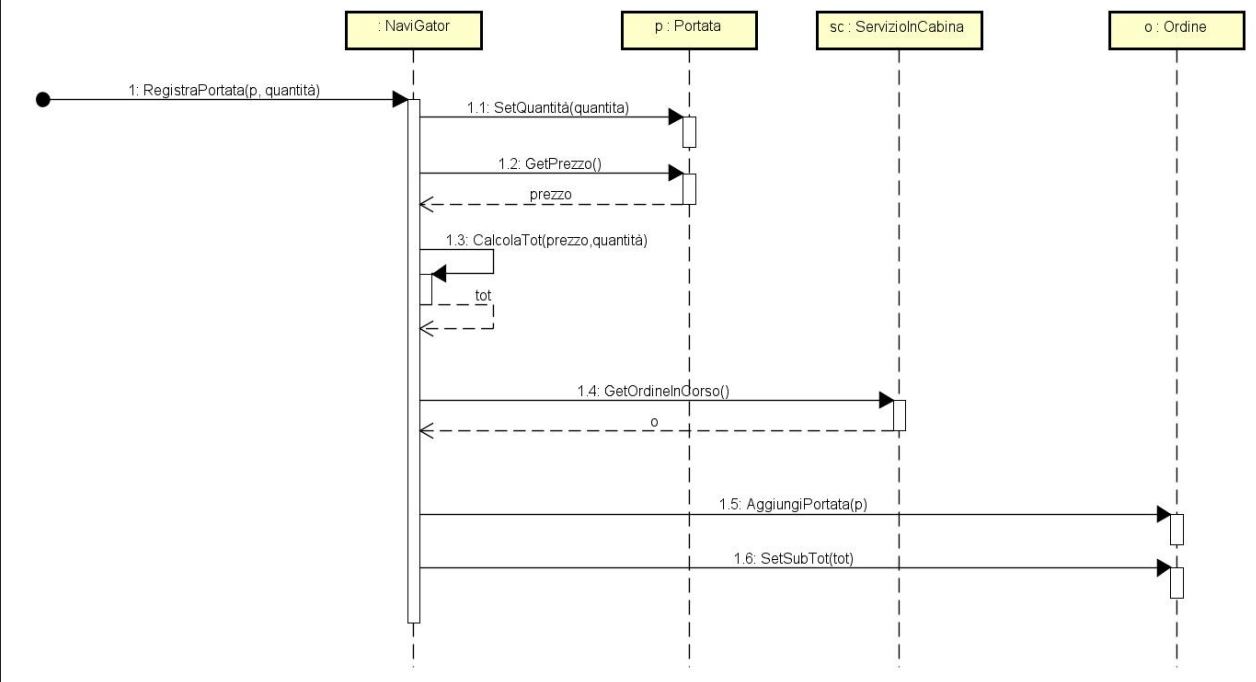 : NaviGator
p : Portata
sc : ServizioInCabina
o : Ordine
1: RegistraPortata(p, quantità)
1.1: SetQuantità(quantita)
1.2: GetPrezzo()
prezzo
1.3: CalcolaTot(prezzo,quantità)
tot
1.4: GetOrdineInCorso()
o
1.5: AggiungiPortata(p)
1.6: SetSubTot(tot)